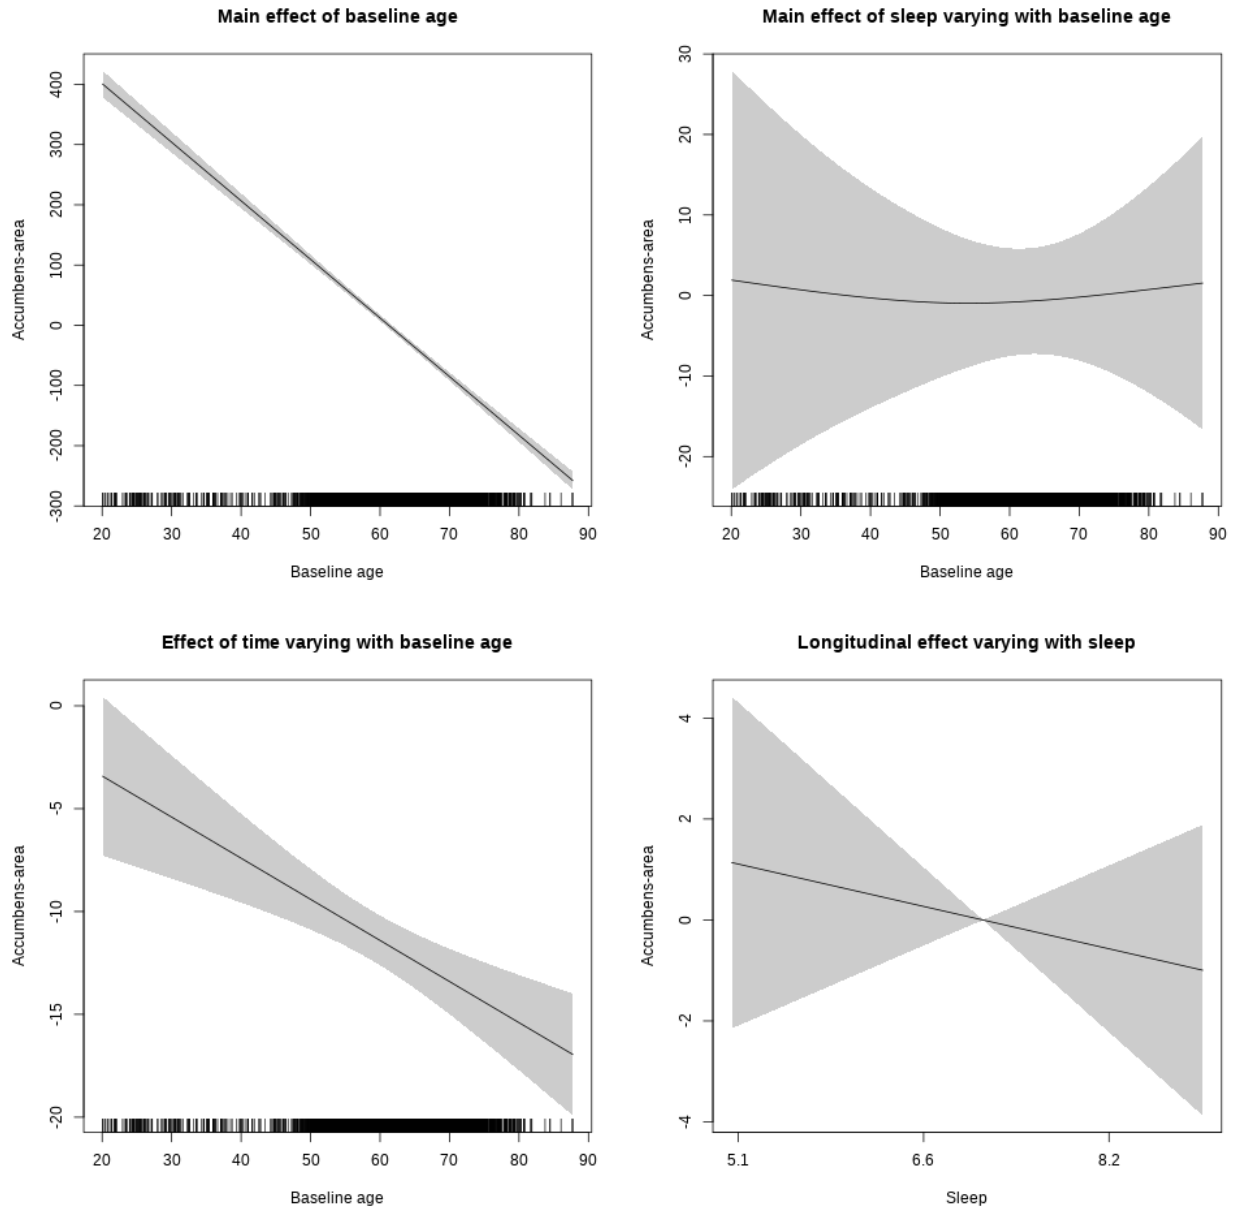 Main effect of baseline age
Accumbens-area
400
300
200
100
0
-100
-200
-300
20 30 40 50 60 70 80 90
Baseline age
Main effect of sleep varying with baseline age
Accumbens-area
30
20
10
0
-10
-20
20 30 40 50 60 70 80 90
Baseline age
Effect of time varying with baseline age
Accumbens-area
0
-5
-10
-15
-20
20 30 40 50 60 70 80 90
Baseline age
Longitudinal effect varying with sleep
Accumbens-area
4
2
0
-2
-4
5.1 6.6 8.2
Sleep